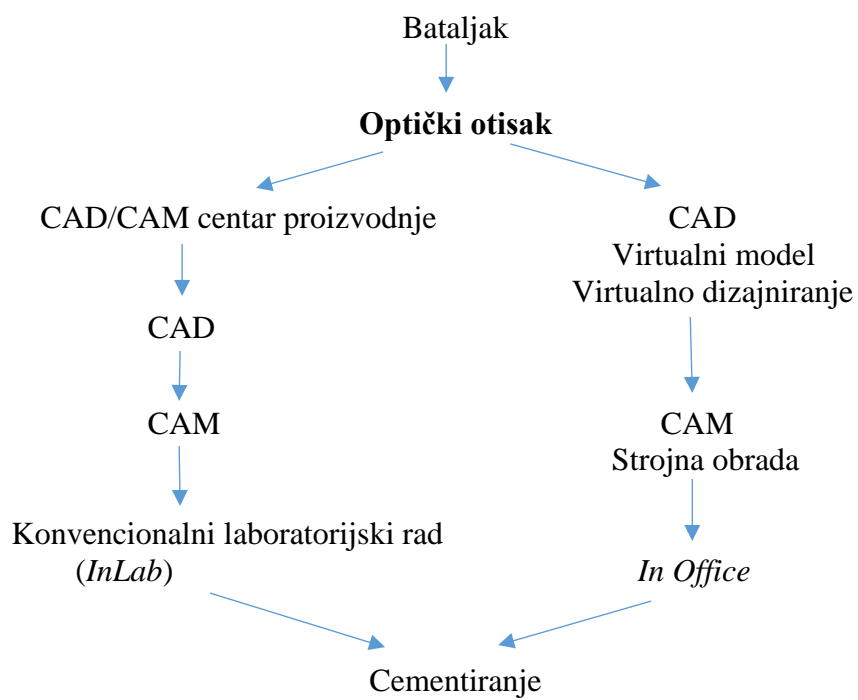 Bataljak
Optički otisak
CAD/CAM centar proizvodnje
CAD
CAM
Konvencionalni laboratorijski rad
(InLab)
CAD
Virtualni model
Virtualno dizajniranje
CAM
Strojna obrada
In Office
Cementiranje